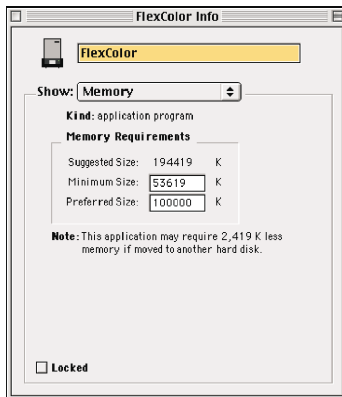 FlexColor Info
FlexColor
Show: Memory
Kind: application program
Memory Requirements
Suggested Size: 194419 K
Minimum Size: 53619 K
Preferred Size: 100000 K
Note: This application may require 2,419 K less
memory if moved to another hard disk.
Locked